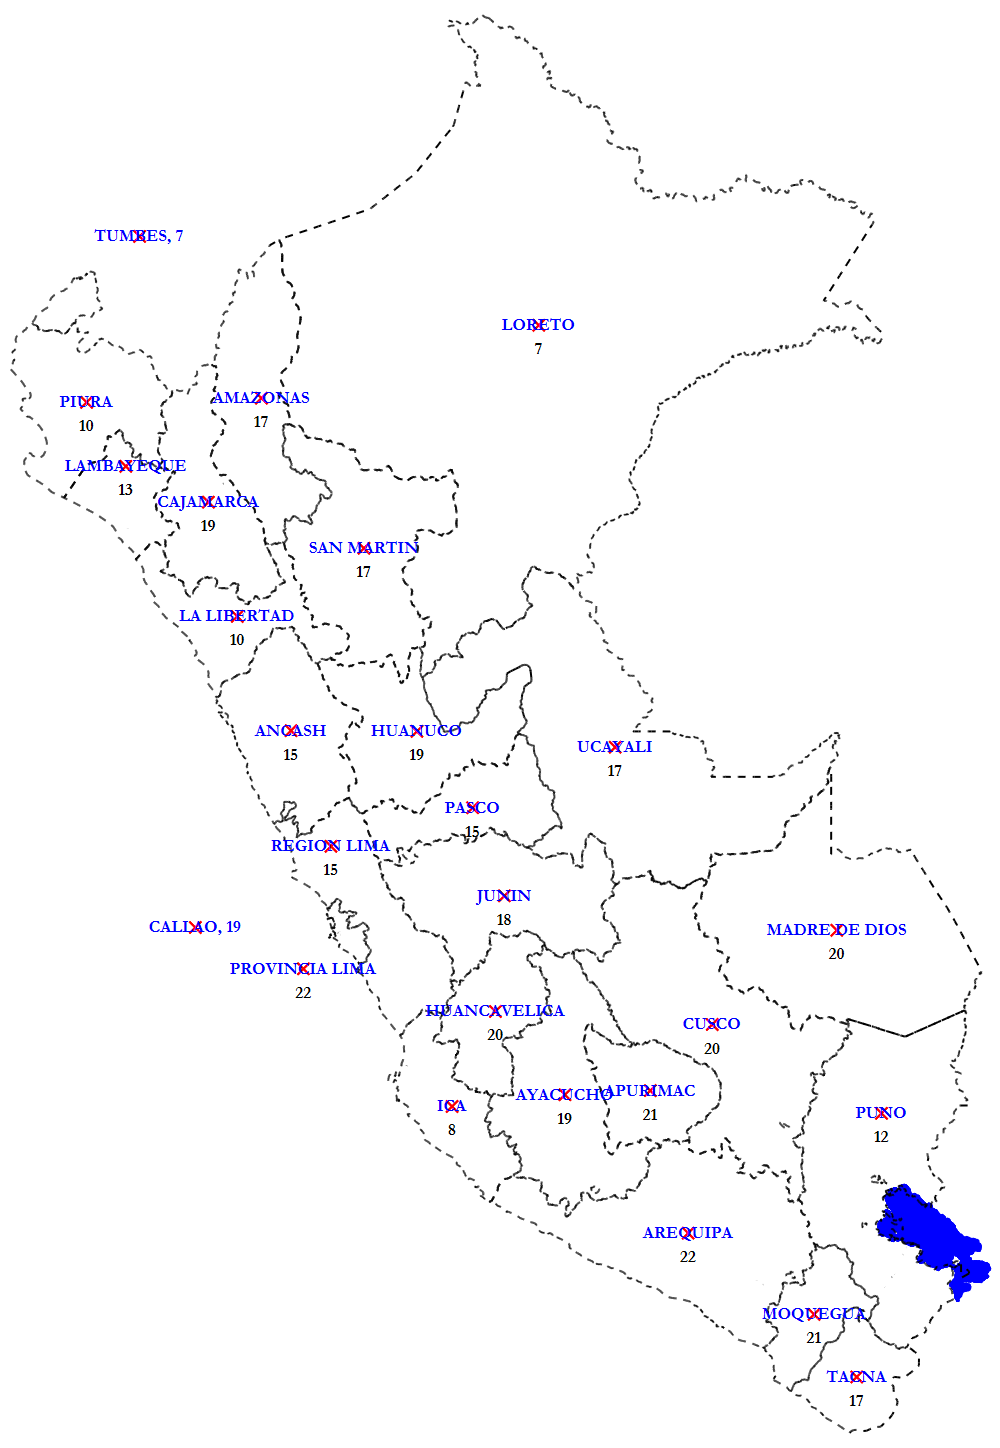 TUMBES, 7
LORETO
7
PIURA
10
AMAZONAS
17
LAMBAYEQUE
13
CAJAMARCA
19
SAN MARTIN
17
LA LIBERTAD
10
ANCASH
15
HUANUCO
19
UCAYALI
17
PASCO
15
REGION LIMA
15
JUNIN
18
CALLAO, 19
MADRE DE DIOS
20
PROVINCIA LIMA
22
HUANCAVELICA
20
CUSCO
20
AYACUCHO
19
APURIMAC
21
ICA
8
PUNO
12
AREQUIPA
22
MOQUEGUA
21
TACNA
17